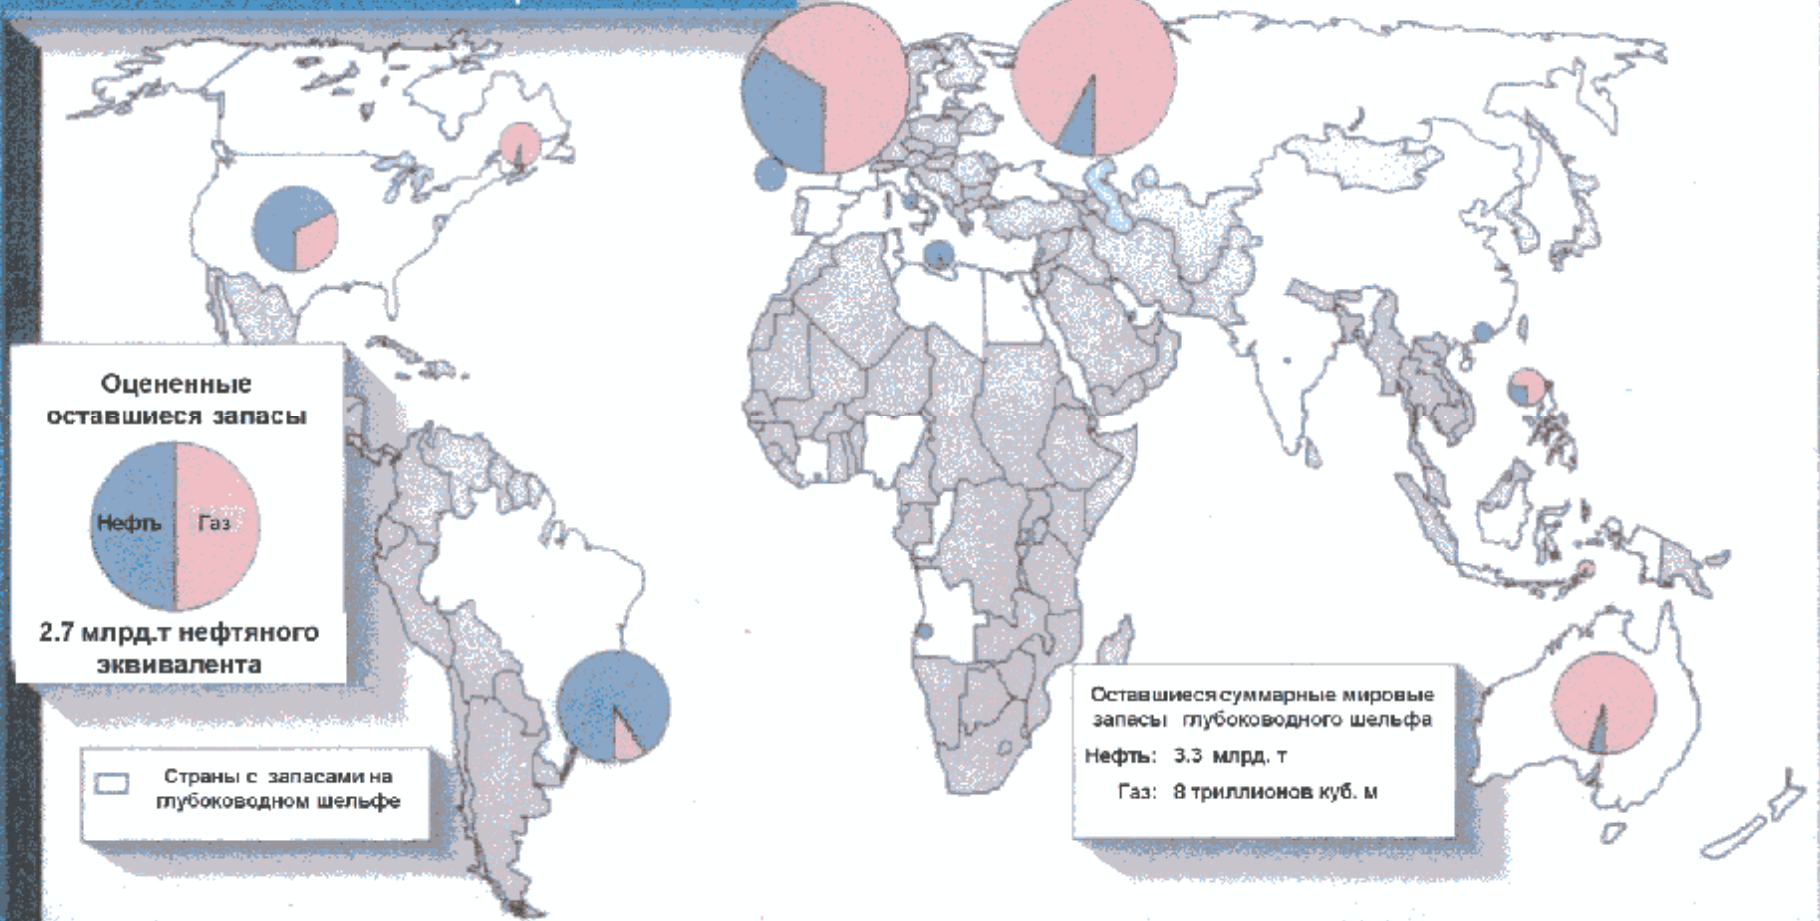 Оцененные
оставшиеся запасы
Нефть Газ
2.7 млрд.т нефтяного
эквивалента
Страны с запасами на
глубоководном шельфе
Оставшиеся суммарные мировые
запасы глубоководного шельфа
Нефть: 3.3 млрд. т
Газ: 8 триллионов куб. м